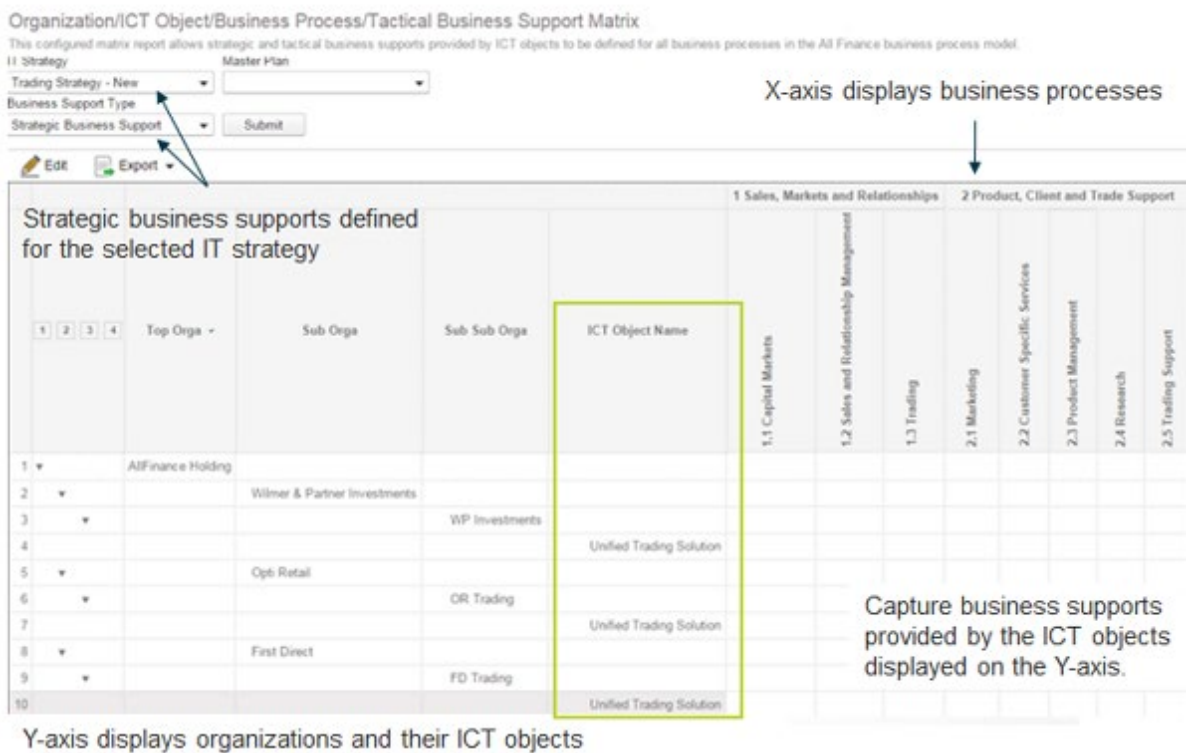 Organization/ICT Object/Business Process/Tactical Business Support Matrix
This configured matrix report allows strategic and tactical business supports provided by ICT objects to be defined for all business processes in the All Finance business process model.
IT Strategy Master Plan
Trading Strategy - New
X-axis displays business processes
Business Support Type
Strategic Business Support Submit
Edit Export
1 Sales, Markets and Relationships 2 Product, Client and Trade Support
Strategic business supports defined
for the selected IT strategy
1 2 3 4 Top Orga Sub Orga Sub Sub Orga ICT Object Name
1.1 Capital Markets
1.2 Sales and Relationship Management
1.3 Trading
2.1 Marketing
2.2 Customer Specific Services
2.3 Product Management
2.4 Research
2.5 Trading Support
1 AllFinance Holding
2 Wilmer & Partner Investments
3 WP Investments
4 Unified Trading Solution
5 Opti Retail
6 OR Trading
7 Unified Trading Solution
8 First Direct
9 FD Trading
10 Unified Trading Solution
Capture business supports
provided by the ICT objects
displayed on the Y-axis.
Y-axis displays organizations and their ICT objects